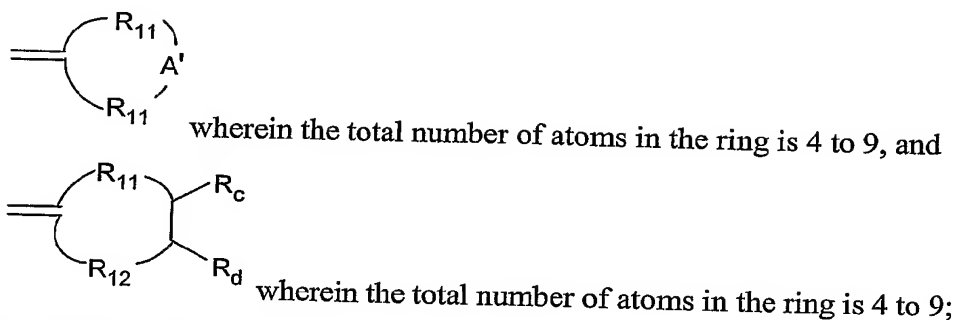 R11
A'
R11
wherein the total number of atoms in the ring is 4 to 9, and
R11
Rc
R12
Rd
wherein the total number of atoms in the ring is 4 to 9;